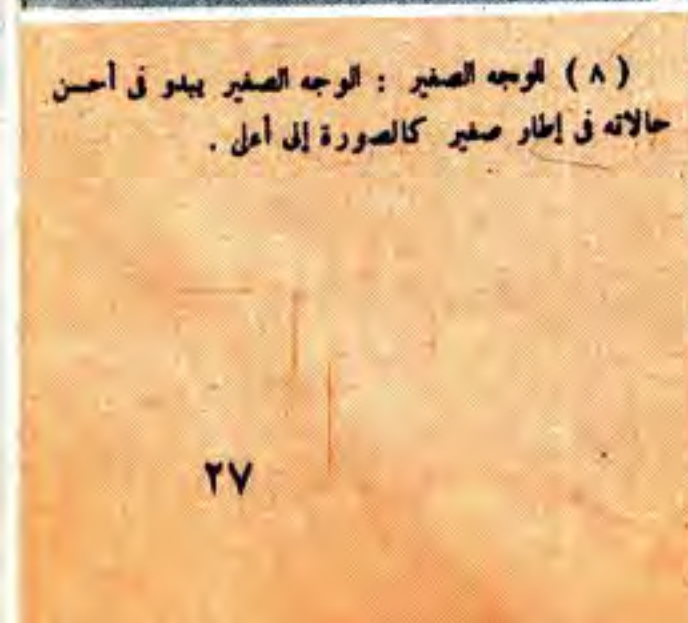 ( ٨ ) الوجه الصغير : الوجه الصغير يبدو فى أحسن
حالاته فى إطار صغير كالصورة إلى أعلى .
٢٧